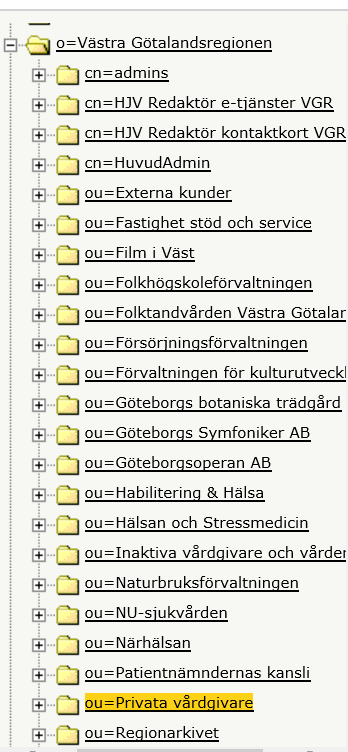 o=Västra Götalandsregionen
cn=admins
cn=HJV Redaktör e-tjänster VGR
cn=HJV Redaktör kontaktkort VGR
cn=HuvudAdmin
ou=Externa kunder
ou=Fastighet stöd och service
ou=Film i Väst
ou=Folkhögskoleförvaltningen
ou=Folktandvården Västra Götalan
ou=Försörjningsförvaltningen
ou=Förvaltningen för kulturutveckl
ou=Göteborgs botaniska trädgård
ou=Göteborgs Symfoniker AB
ou=Göteborgsoperan AB
ou=Habilitering & Hälsa
ou=Hälsan och Stressmedicin
ou=Inaktiva vårdgivare och vården
ou=Naturbruksförvaltningen
ou=NU-sjukvården
ou=Närhälsan
ou=Patientnämndernas kansli
ou=Privata vårdgivare
ou=Regionarkivet